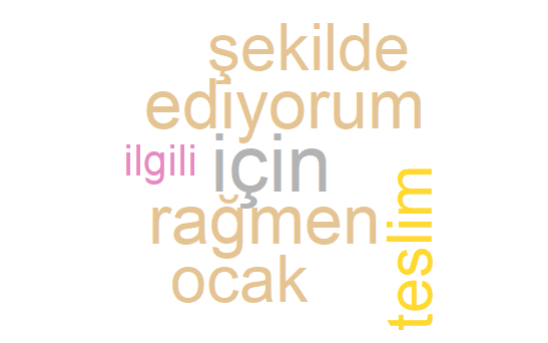 şekilde
ediyorum
ilgili
için
rağmen
ocak
teslim